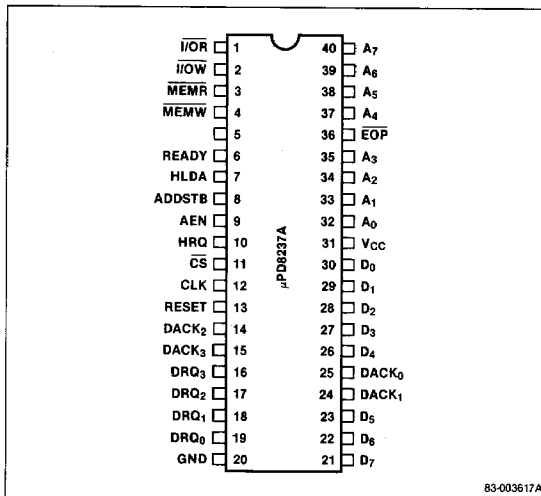 I/OR 1 40 A7
I/OW 2 39 A6
MEMR 3 38 A5
MEMW 4 37 A4
5 36 EOP
READY 6 35 A3
HLDA 7 34 A2
ADDSTB 8 33 A1
AEN 9 32 A0
HRQ 10 31 VCC
CS 11 30 D0
CLK 12 29 D1
RESET 13 28 D2
DACK2 14 27 D3
DACK3 15 26 D4
DRQ3 16 25 DACK0
DRQ2 17 24 DACK1
DRQ1 18 23 D5
DRQ0 19 22 D6
GND 20 21 D7
μPD8237A
83-003617A